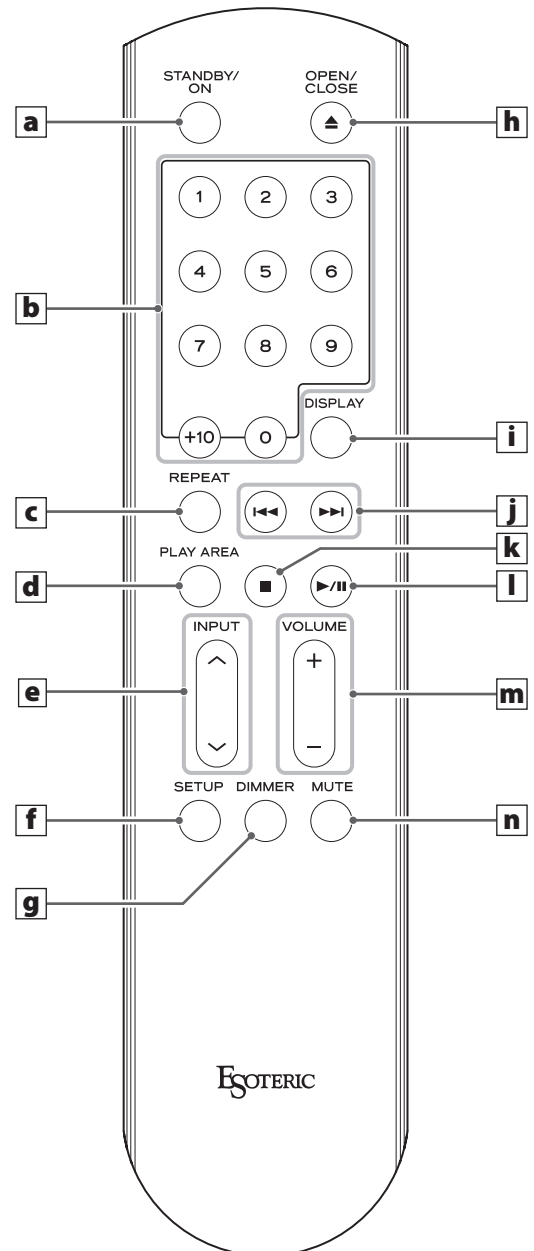 STANDBY/
ON
OPEN/
CLOSE
a
h
1 2 3
4 5 6
b
7 8 9
DISPLAY
+10 0
i
REPEAT
c
j
k
PLAY AREA
d
l
INPUT VOLUME
+
e
m
−
SETUP DIMMER MUTE
f
n
g
ESOTERIC